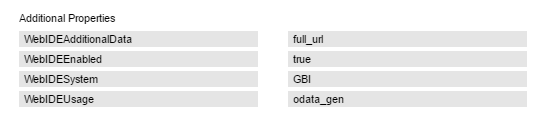 Additional Properties
WebIDEAdditionalData full_url
WebIDEEnabled true
WebIDESystem GBI
WebIDEUsage odata_gen